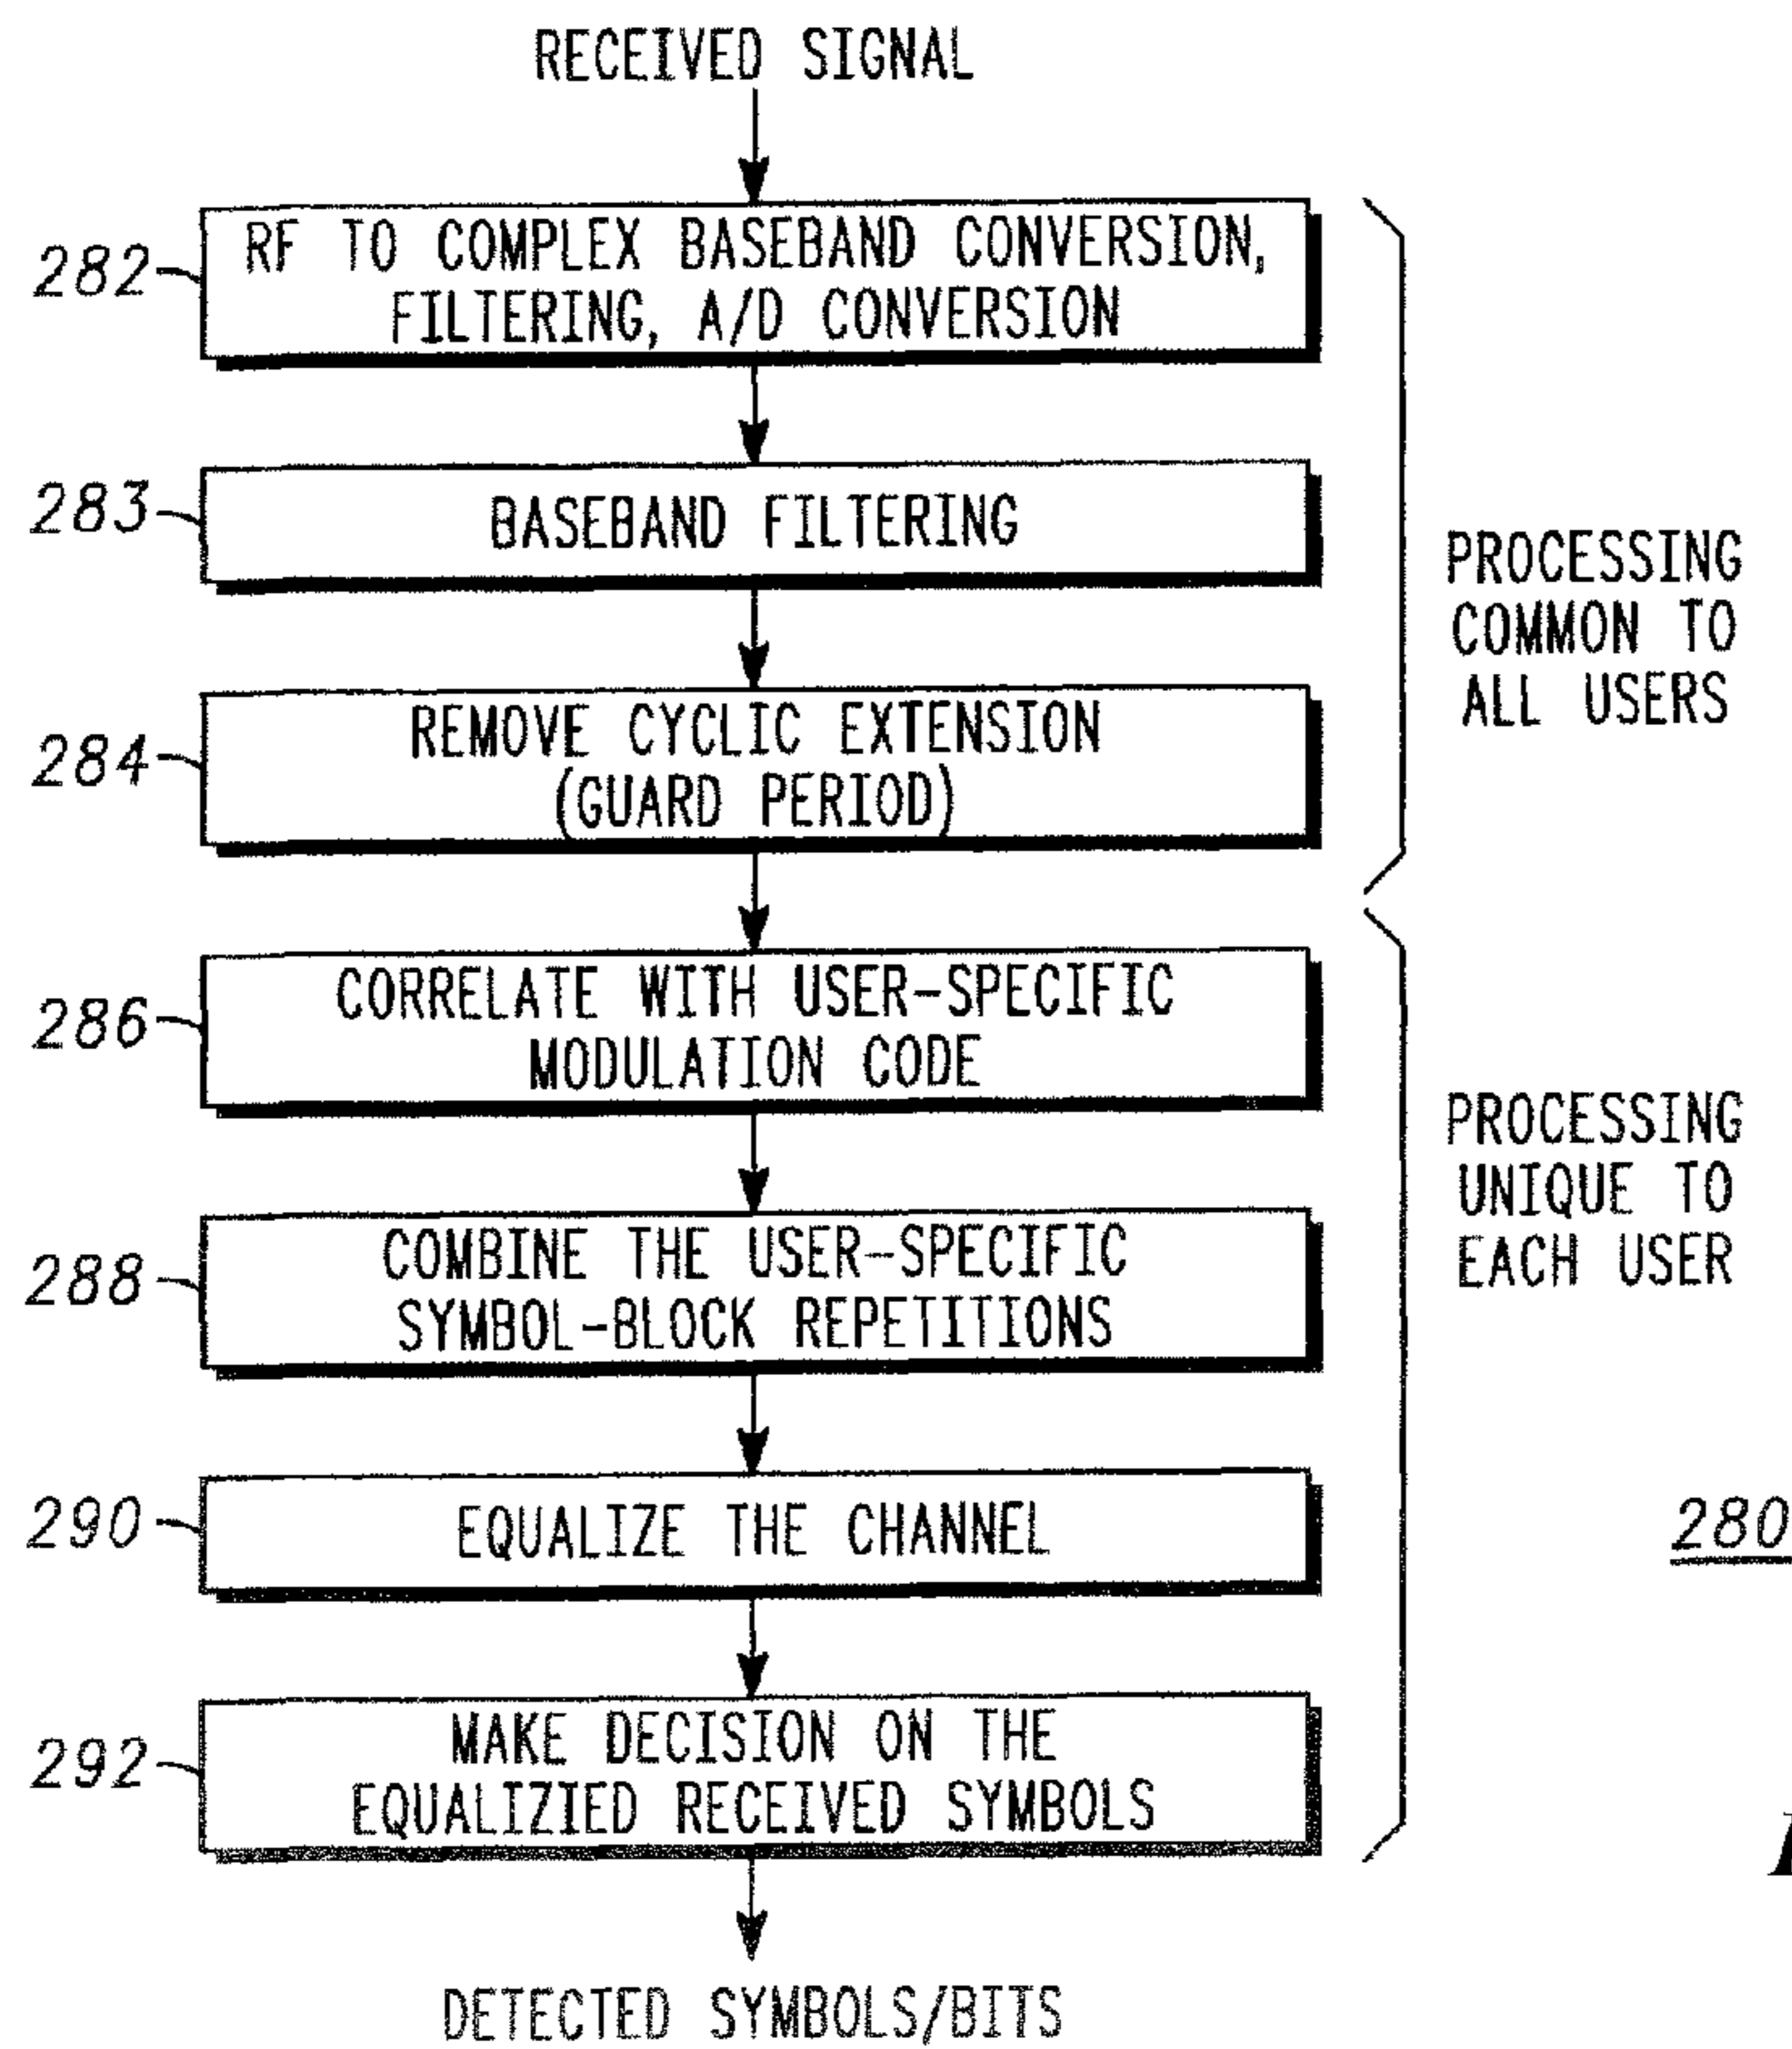 RECEIVED SIGNAL
282
RF TO COMPLEX BASEBAND CONVERSION,
FILTERING, A/D CONVERSION
283
BASEBAND FILTERING
284
REMOVE CYCLIC EXTENSION
(GUARD PERIOD)
PROCESSING
COMMON TO
ALL USERS
286
CORRELATE WITH USER-SPECIFIC
MODULATION CODE
288
COMBINE THE USER-SPECIFIC
SYMBOL-BLOCK REPETITIONS
PROCESSING
UNIQUE TO
EACH USER
290
EQUALIZE THE CHANNEL
280
292
MAKE DECISION ON THE
EQUALIZIED RECEIVED SYMBOLS
DETECTED SYMBOLS/BITS